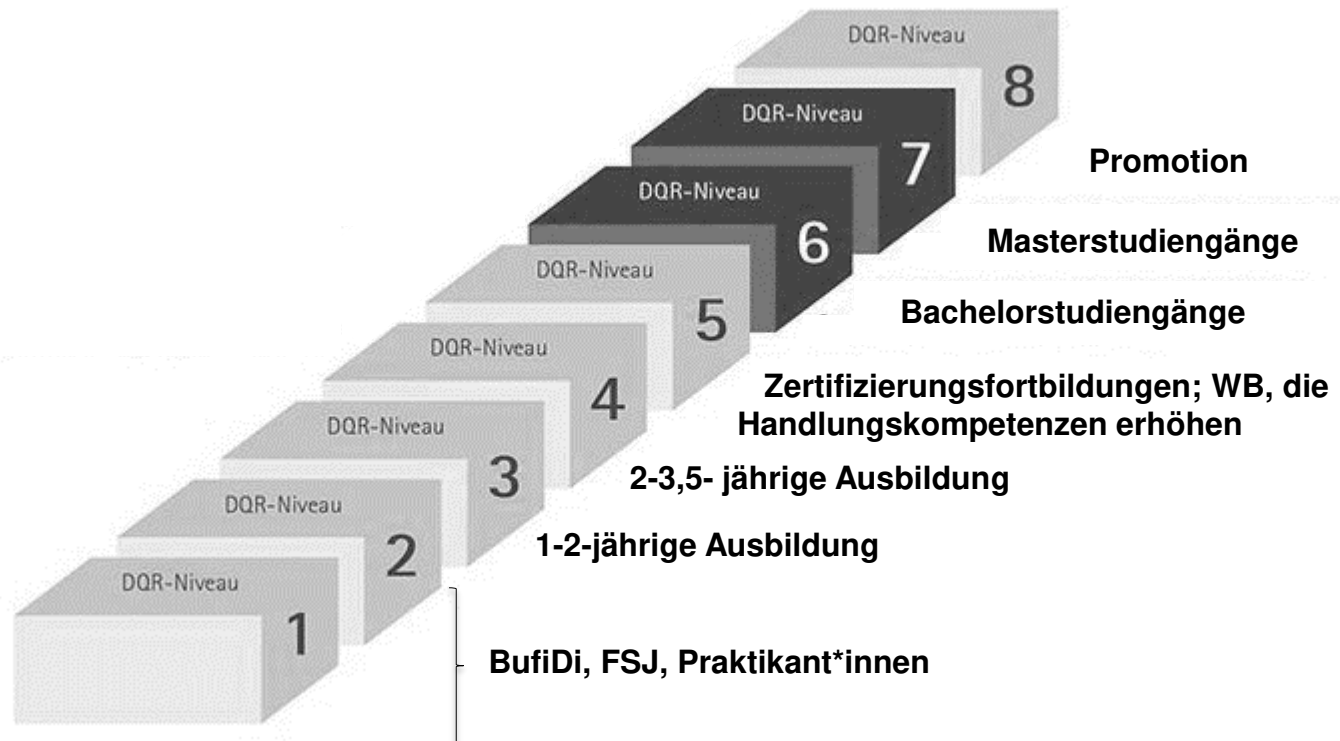 DQR-Niveau
8
DQR-Niveau
7
Promotion
DQR-Niveau
6
Masterstudiengänge
DQR-Niveau
5
Bachelorstudiengänge
DQR-Niveau
4
Zertifizierungsfortbildungen; WB, die
Handlungskompetenzen erhöhen
DQR-Niveau
3
2-3,5- jährige Ausbildung
DQR-Niveau
2
1-2-jährige Ausbildung
DQR-Niveau
1
BufiDi, FSJ, Praktikant*innen